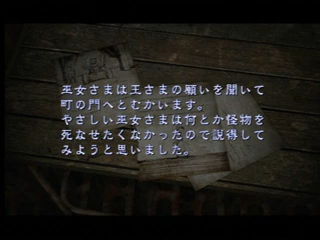 巫女さまは王さまの願いを聞いて
町の門へとむかいます。
やさしい巫女さまは何とか怪物を
死なせたくなかったので説得して
みようと思いました。